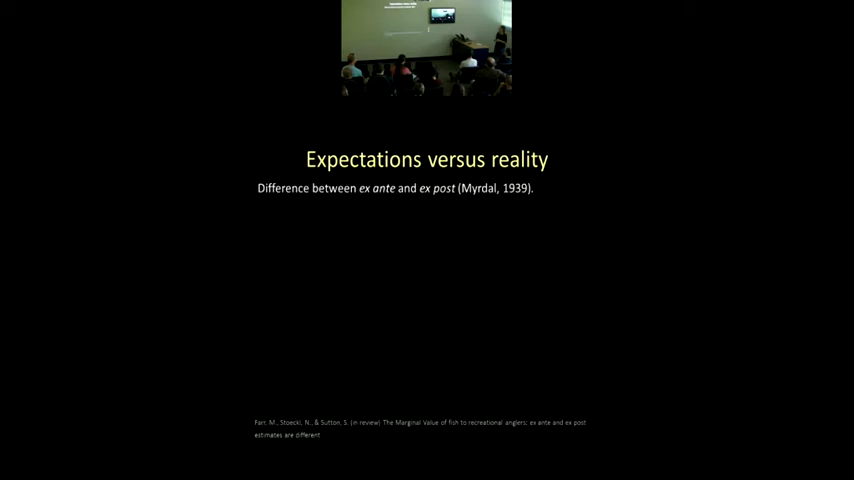 Expectations versus reality
Difference between ex ante and ex post (Myrdal, 1939).
Farr, M., Stoeckl, N., & Sutton, S. (in review) The Marginal Value of fish to recreational anglers: ex ante and ex post
estimates are different